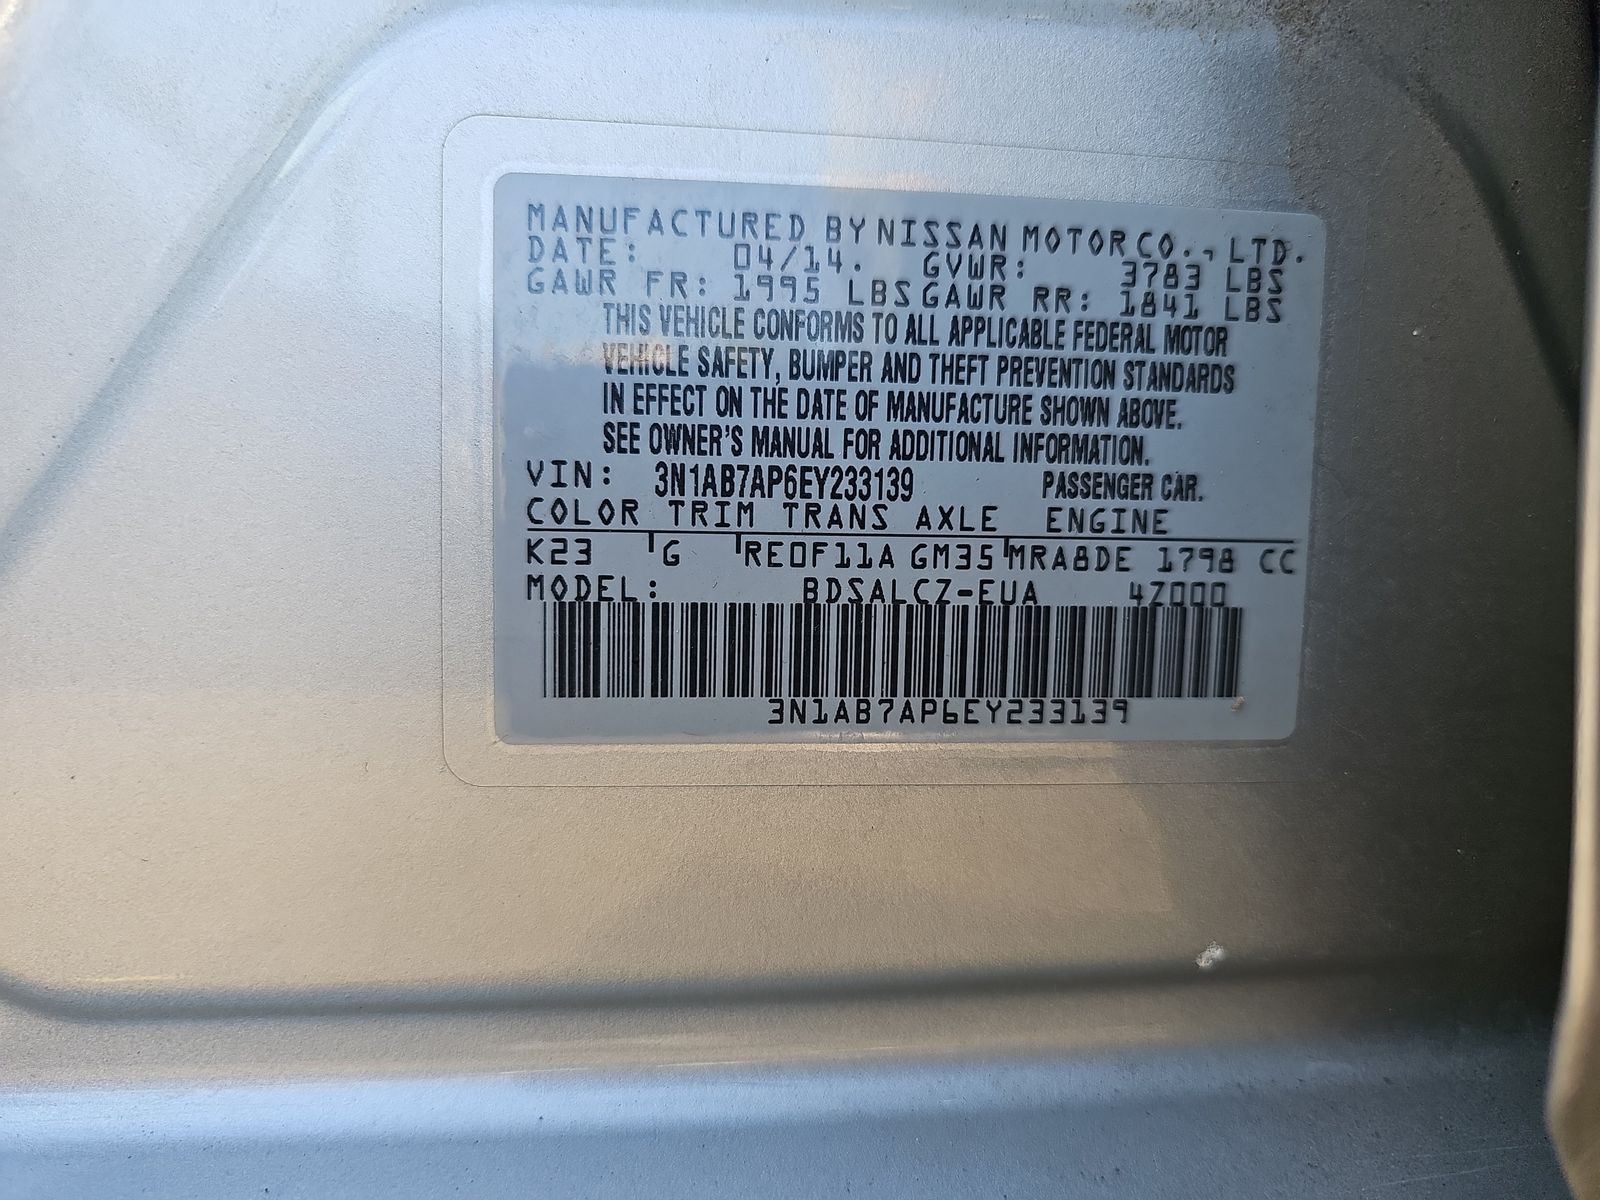 MANUFACTURED BY NISSAN MOTOR CO., LTD.
DATE: 04/14. GVWR: 3783 LBS
GAWR FR: 1995 LBS GAWR RR: 1841 LBS
THIS VEHICLE CONFORMS TO ALL APPLICABLE FEDERAL MOTOR
VEHICLE SAFETY, BUMPER AND THEFT PREVENTION STANDARDS
IN EFFECT ON THE DATE OF MANUFACTURE SHOWN ABOVE.
SEE OWNER'S MANUAL FOR ADDITIONAL INFORMATION.
VIN: 3N1AB7AP6EY233139 PASSENGER CAR.
COLOR TRIM TRANS AXLE ENGINE
K23 G RE0F11A GM35 MRA8DE 1798 CC
MODEL: BDSALCZ-EUA 4Z000
3N1AB7AP6EY233139